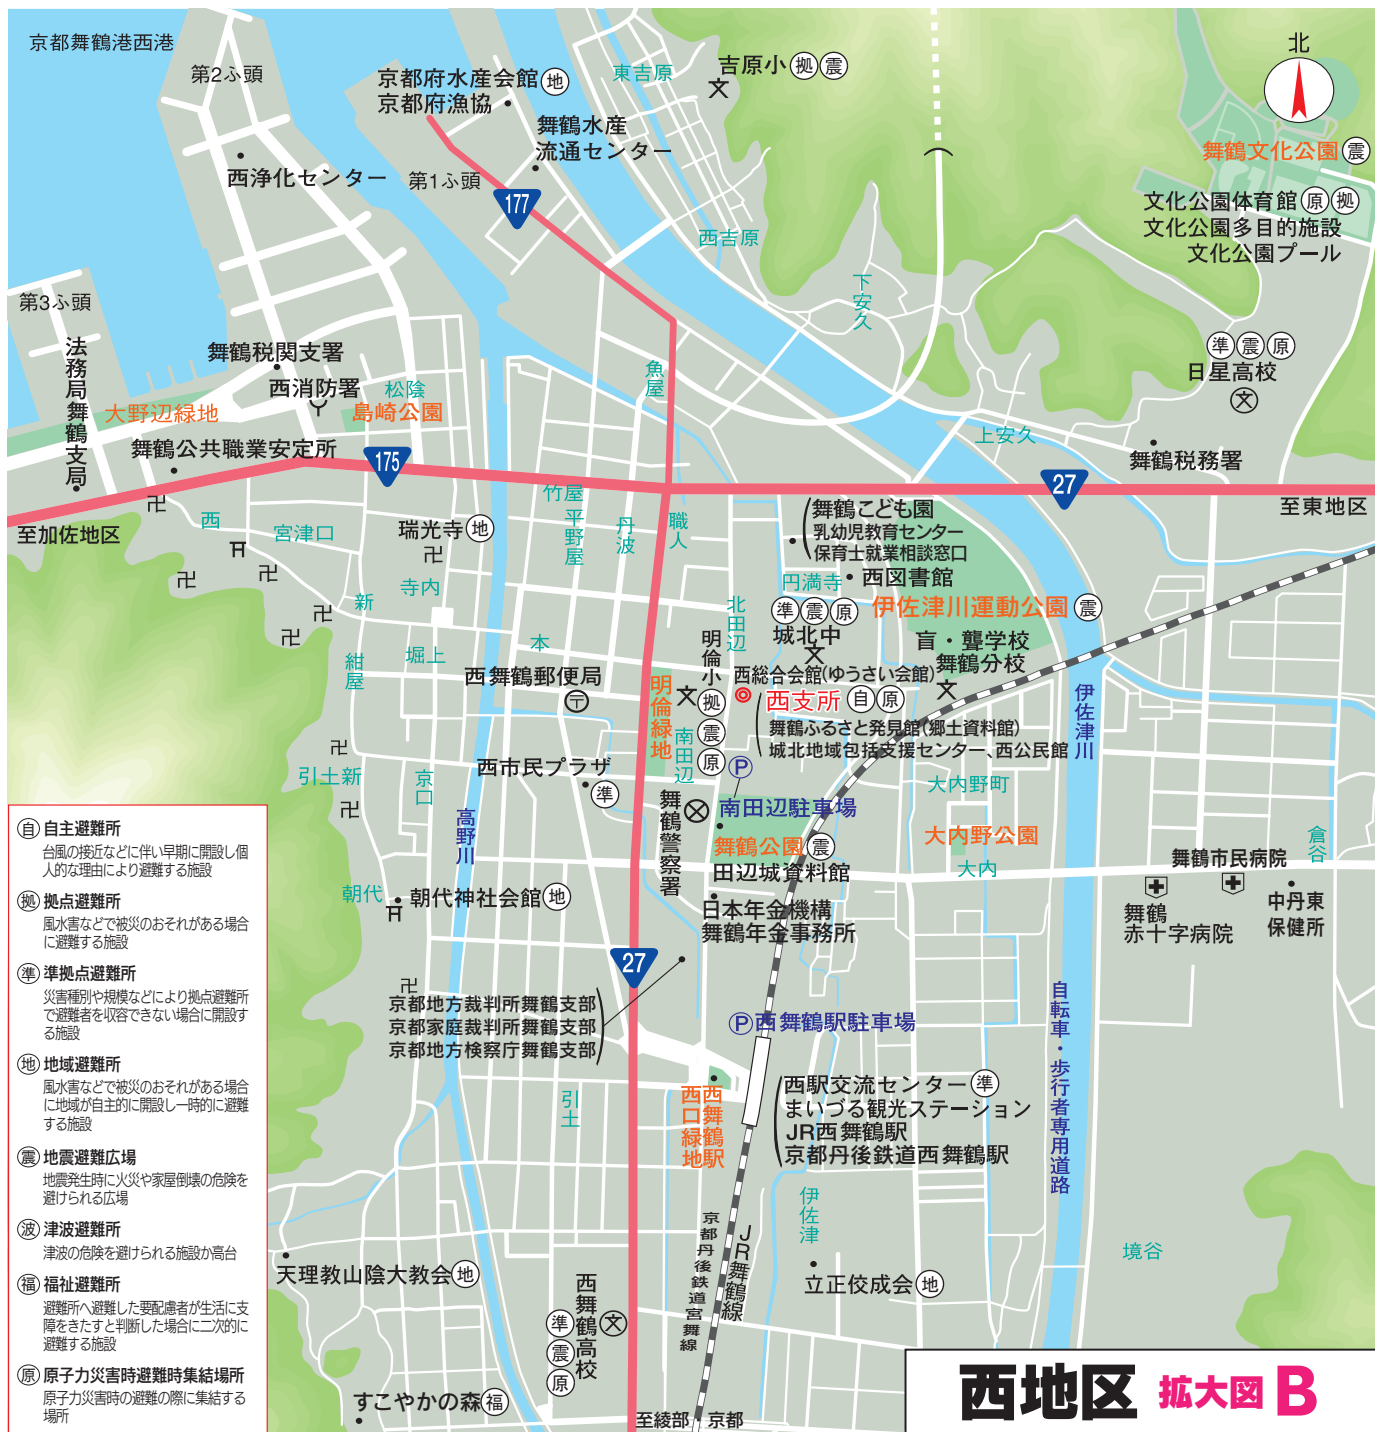 京都舞鶴港西港
第2ふ頭
京都府水産会館 地
京都府漁協
東吉原
吉原小 拠 震
文
北
舞鶴水産
流通センター
舞鶴文化公園 震
西浄化センター
第1ふ頭
177
文化公園体育館 原 拠
文化公園多目的施設
文化公園プール
西吉原
下安久
第3ふ頭
法務局舞鶴支局
舞鶴税関支署
西消防署
松陰
魚屋
準 震 原
日星高校
文
大野辺緑地
島崎公園
上安久
舞鶴公共職業安定所
175
舞鶴税務署
27
至加佐地区
至東地区
西
宮津口
瑞光寺 地
竹屋
平野屋
丹波
職人
舞鶴こども園
乳幼児教育センター
保育士就業相談窓口
円満寺
西図書館
寺内
新
北田辺
準 震 原
城北中
文
伊佐津川運動公園 震
本
堀上
紺屋
明倫小
文
拠
震
原
盲・聾学校
舞鶴分校
文
西舞鶴郵便局
〒
明倫緑地
西総合会館(ゆうさい会館)
西支所 自 原
舞鶴ふるさと発見館(郷土資料館)
城北地域包括支援センター、西公民館
伊佐津川
南田辺
引土新
京口
西市民プラザ
準
P
南田辺駐車場
大内野町
高野川
舞鶴警察署
舞鶴公園 震
田辺城資料館
大内野公園
大内
倉谷
舞鶴市民病院
朝代
朝代神社会館 地
日本年金機構
舞鶴年金事務所
舞鶴
赤十字病院
中丹東
保健所
27
京都地方裁判所舞鶴支部
京都家庭裁判所舞鶴支部
京都地方検察庁舞鶴支部
P 西舞鶴駅駐車場
自転車・歩行者専用道路
引土
西舞鶴駅
西口緑地
西駅交流センター 準
まいづる観光ステーション
JR西舞鶴駅
京都丹後鉄道西舞鶴駅
伊佐津
境谷
京都丹後鉄道宮舞線
JR舞鶴線
天理教山陰大教会 地
立正佼成会 地
西舞鶴高校
文
準
震
原
すこやかの森 福
至綾部 京都
自 自主避難所
台風の接近などに伴い早期に開設し個
人的な理由により避難する施設
拠 拠点避難所
風水害などで被災のおそれがある場合
に避難する施設
準 準拠点避難所
災害種別や規模などにより拠点避難所
で避難者を収容できない場合に開設す
る施設
地 地域避難所
風水害などで被災のおそれがある場合
に地域が自主的に開設し一時的に避難
する施設
震 地震避難広場
地震発生時に火災や家屋倒壊の危険を
避けられる広場
波 津波避難所
津波の危険を避けられる施設か高台
福 福祉避難所
避難所へ避難した要配慮者が生活に支
障をきたすと判断した場合に二次的に
避難する施設
原 原子力災害時避難時集結場所
原子力災害時の避難の際に集結する
場所
西地区 拡大図 B